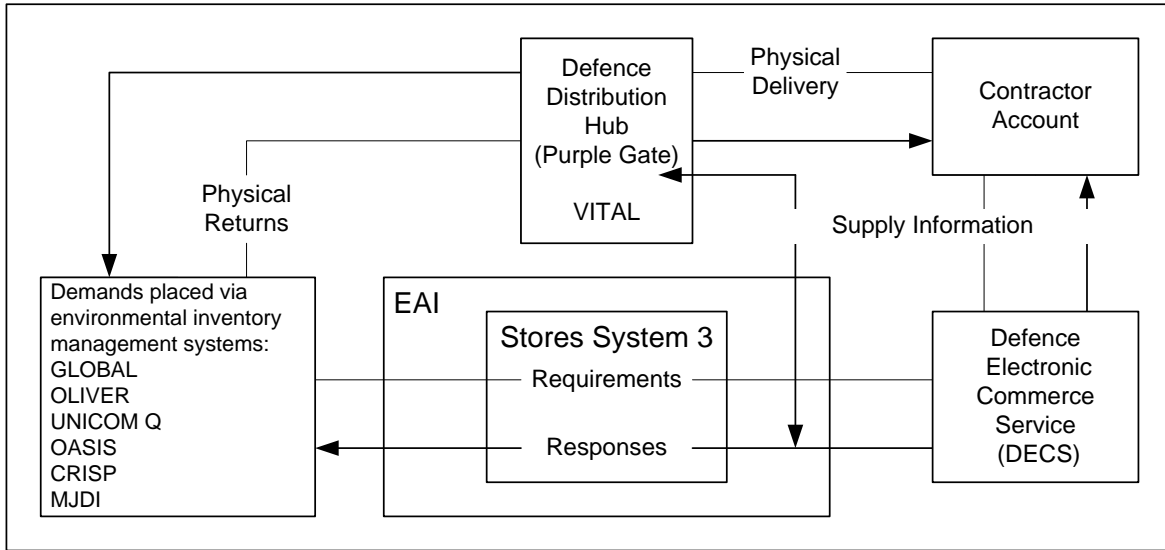 Defence
Distribution
Hub
(Purple Gate)
VITAL
Physical
Delivery
Contractor
Account
Physical
Returns
Supply Information
Demands placed via
environmental inventory
management systems:
GLOBAL
OLIVER
UNICOM Q
OASIS
CRISP
MJDI
EAI
Stores System 3
Requirements
Responses
Defence
Electronic
Commerce
Service
(DECS)